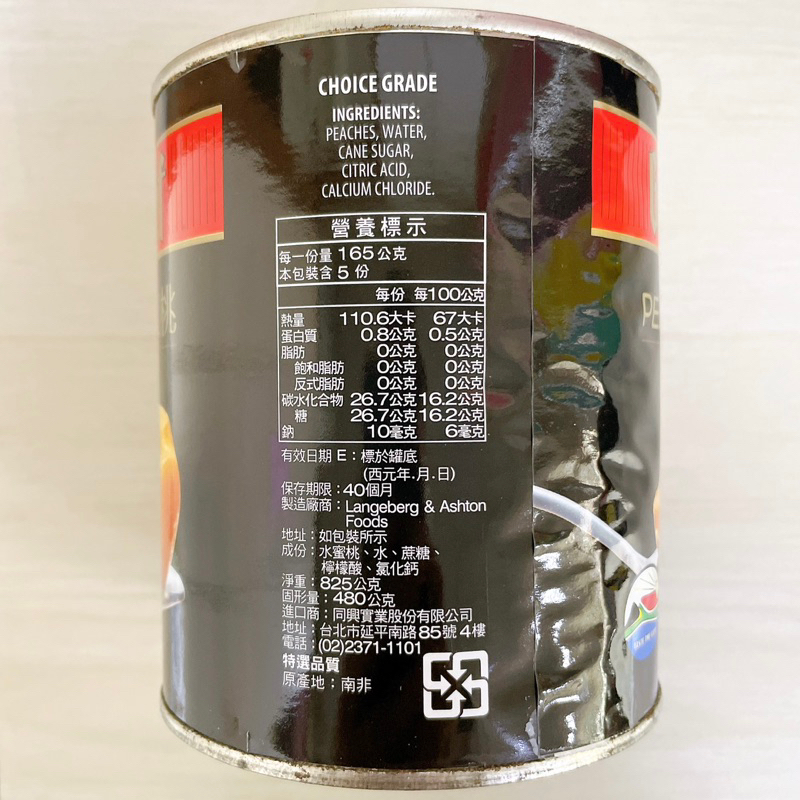 CHOICE GRADE
INGREDIENTS:
PEACHES, WATER,
CANE SUGAR,
CITRIC ACID,
CALCIUM CHLORIDE.
營養標示
每一份量 165公克
本包裝含 5 份
每份 每100公克
熱量 110.6大卡 67大卡
蛋白質 0.8公克 0.5公克
脂肪 0公克 0公克
飽和脂肪 0公克 0公克
反式脂肪 0公克 0公克
碳水化合物 26.7公克 16.2公克
糖 26.7公克 16.2公克
鈉 10毫克 6毫克
有效日期 E：標於罐底
(西元年.月.日)
保存期限：40個月
製造廠商：Langeberg & Ashton
Foods
地址：如包裝所示
成份：水蜜桃、水、蔗糖、
檸檬酸、氯化鈣
淨重：825公克
固形量：480公克
進口商：同興實業股份有限公司
地址：台北市延平南路85號4樓
電話：(02)2371-1101
特選品質
原產地：南非
桃
PE